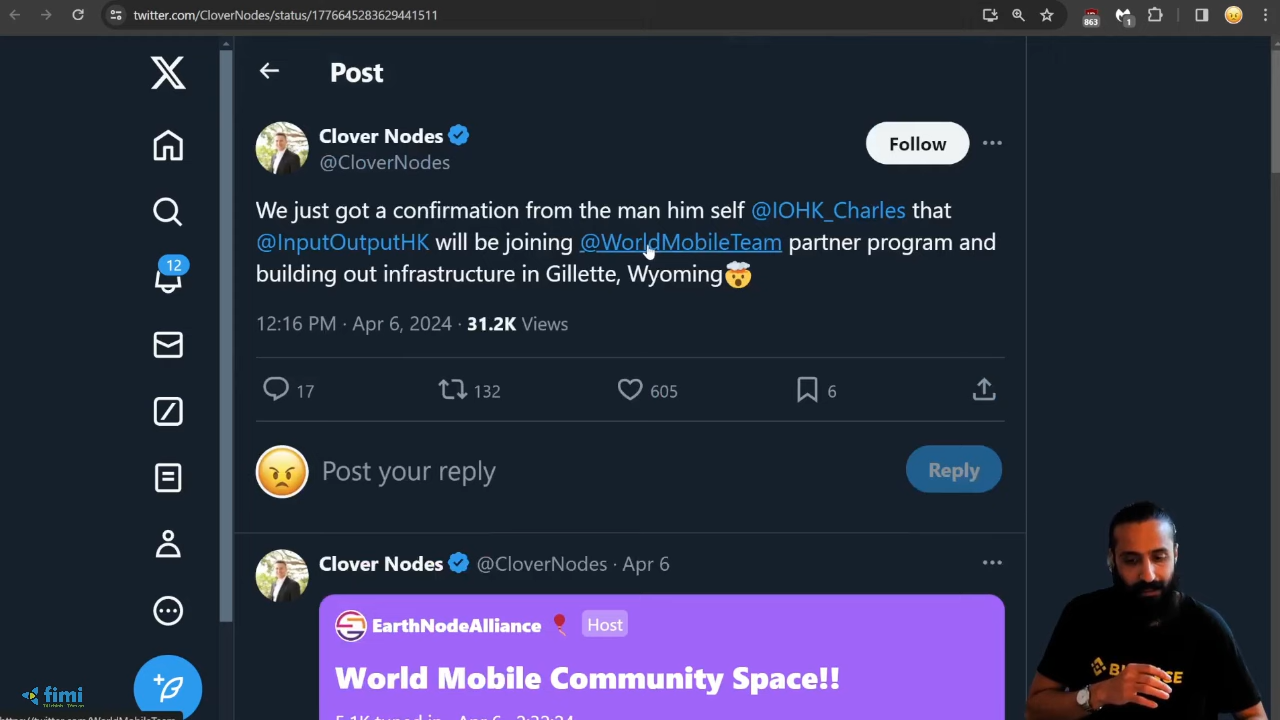 twitter.com/CloverNodes/status/1776645283629441511
863
1
Post
Clover Nodes
@CloverNodes
Follow
We just got a confirmation from the man him self @IOHK_Charles that
@InputOutputHK will be joining @WorldMobileTeam partner program and
building out infrastructure in Gillette, Wyoming🤯
12:16 PM · Apr 6, 2024 · 31.2K Views
12
17
132
605
6
Post your reply
Reply
Clover Nodes @CloverNodes · Apr 6
EarthNodeAlliance 🎈 Host
World Mobile Community Space!!
fimi